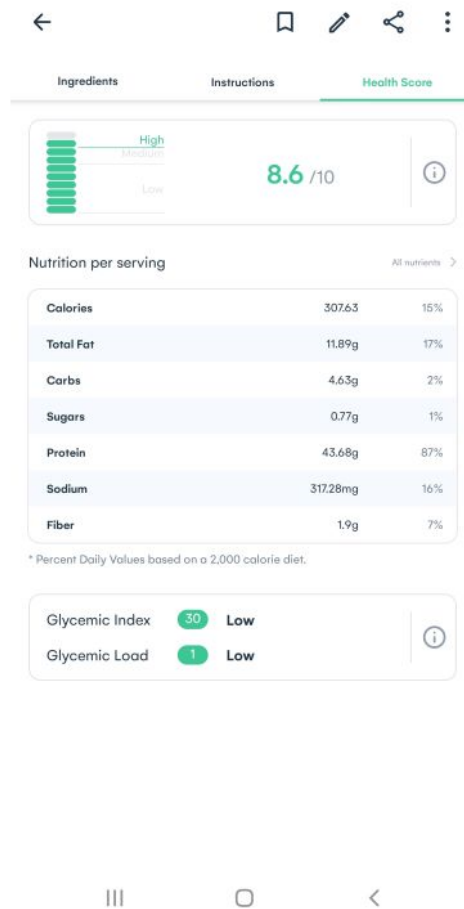 Ingredients Instructions Health Score
High
Medium
Low
8.6 /10
Nutrition per serving All nutrients
Calories 307.63 15%
Total Fat 11.89g 17%
Carbs 4.63g 2%
Sugars 0.77g 1%
Protein 43.68g 87%
Sodium 317.28mg 16%
Fiber 1.9g 7%
* Percent Daily Values based on a 2,000 calorie diet.
Glycemic Index 30 Low
Glycemic Load 1 Low